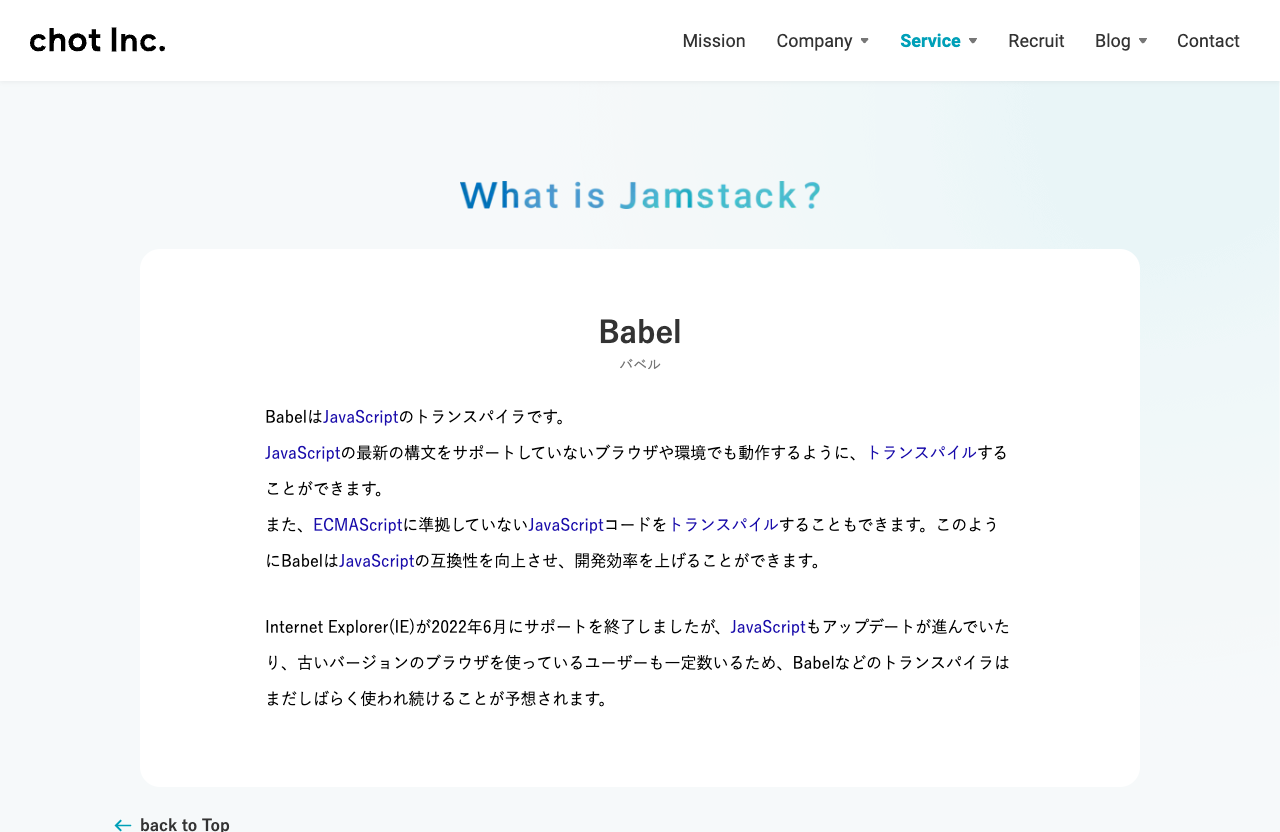 chot Inc.
Mission Company Service Recruit Blog Contact
What is Jamstack?
Babel
バベル
BabelはJavaScriptのトランスパイラです。
JavaScriptの最新の構文をサポートしていないブラウザや環境でも動作するように、トランスパイルする
ことができます。
また、ECMAScriptに準拠していないJavaScriptコードをトランスパイルすることもできます。このよう
にBabelはJavaScriptの互換性を向上させ、開発効率を上げることができます。
Internet Explorer(IE)が2022年6月にサポートを終了しましたが、JavaScriptもアップデートが進んでいた
り、古いバージョンのブラウザを使っているユーザーも一定数いるため、Babelなどのトランスパイラは
まだしばらく使われ続けることが予想されます。
back to Top